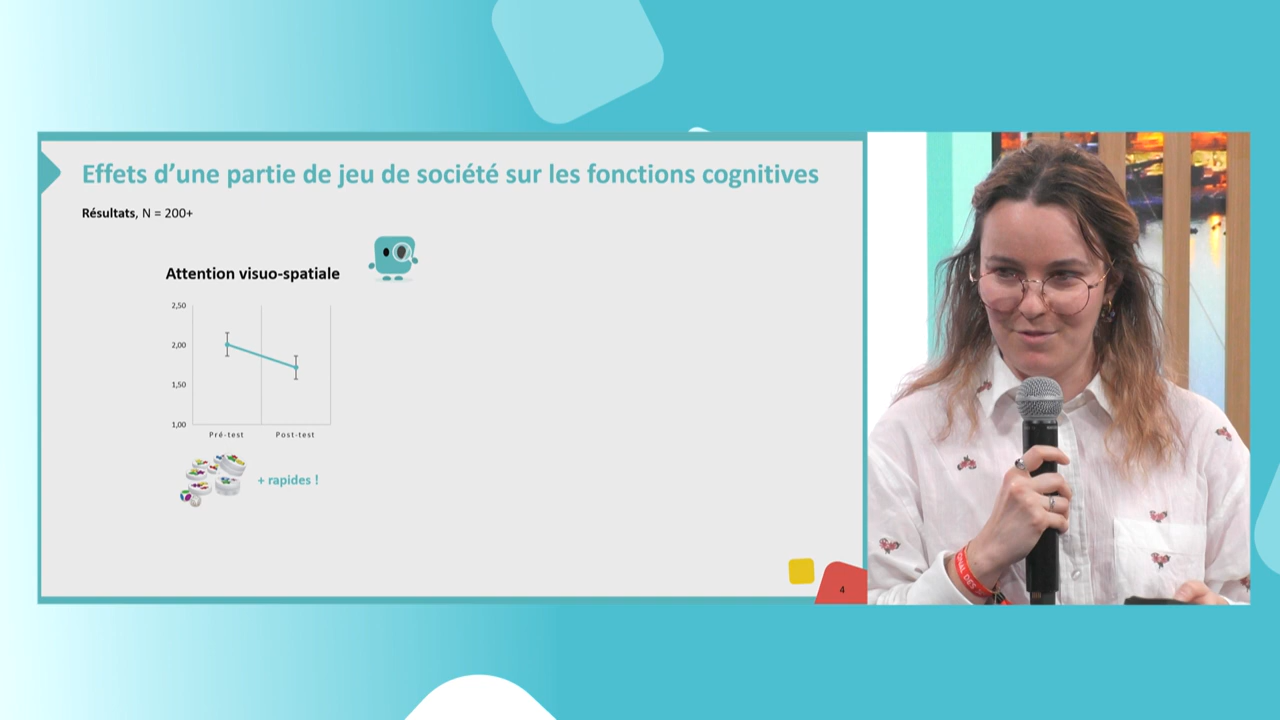 Effets d’une partie de jeu de société sur les fonctions cognitives
Résultats, N = 200+
Attention visuo-spatiale
2,50
2,00
1,50
1,00
Pré-test Post-test
+ rapides !
4